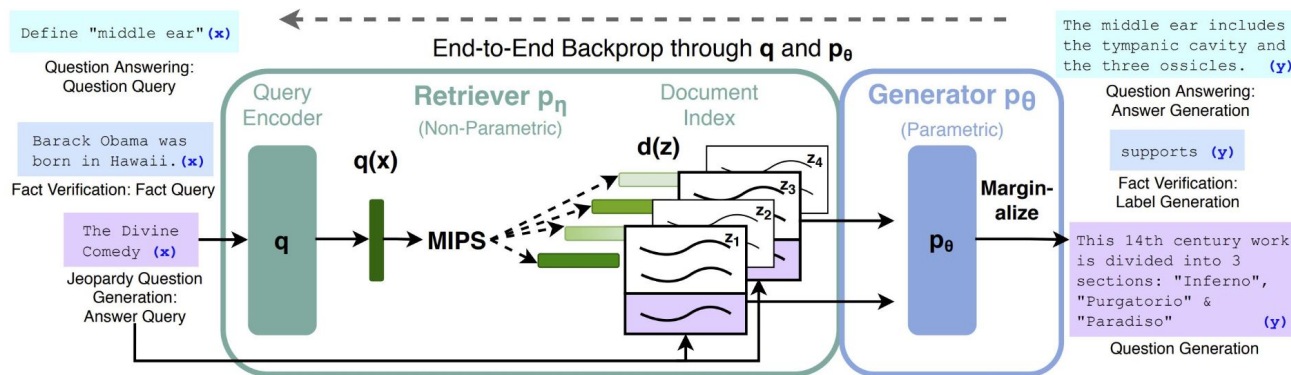 Define "middle ear"(x)
Question Answering:
Question Query
Barack Obama was
born in Hawaii.(x)
Fact Verification: Fact Query
The Divine
Comedy (x)
Jeopardy Question
Generation:
Answer Query
End-to-End Backprop through q and pθ
Query
Encoder
Retriever pη
(Non-Parametric)
Document
Index
q
q(x)
MIPS
d(z)
z4
z3
z2
z1
Generator pθ
(Parametric)
pθ
Margin-
alize
The middle ear includes
the tympanic cavity and
the three ossicles. (y)
Question Answering:
Answer Generation
supports (y)
Fact Verification:
Label Generation
This 14th century work
is divided into 3
sections: "Inferno",
"Purgatorio" &
"Paradiso" (y)
Question Generation